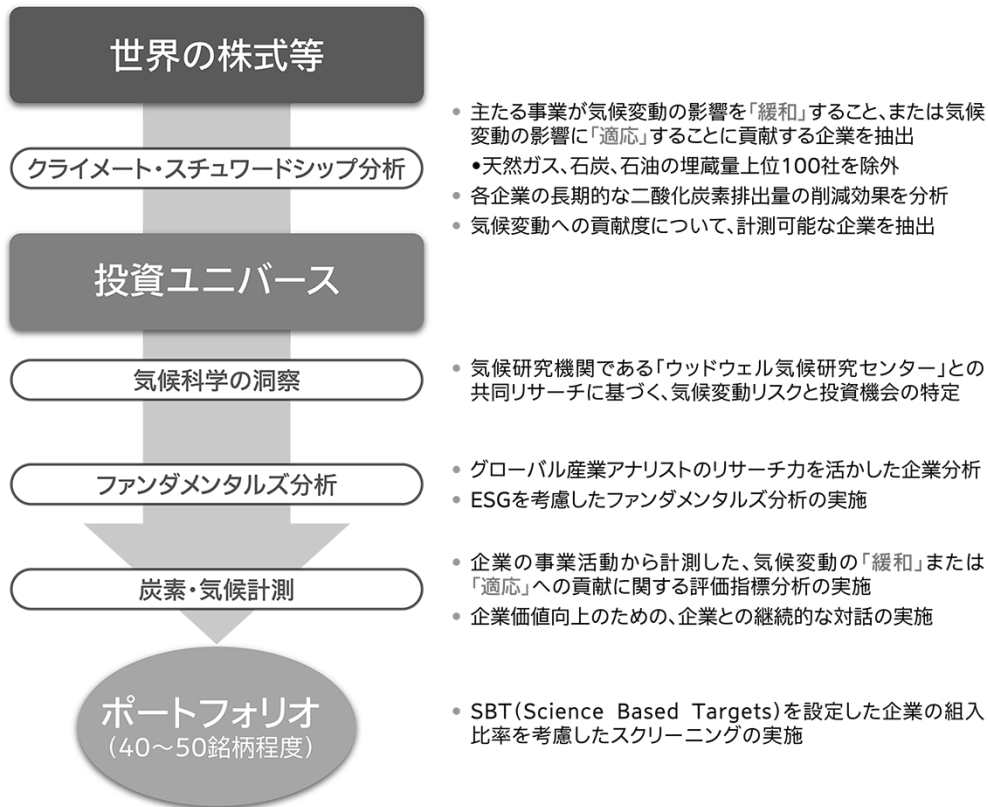 世界の株式等
クライメート・スチュワードシップ分析
• 主たる事業が気候変動の影響を「緩和」すること、または気候
変動の影響に「適応」することに貢献する企業を抽出
•天然ガス、石炭、石油の埋蔵量上位100社を除外
• 各企業の長期的な二酸化炭素排出量の削減効果を分析
• 気候変動への貢献度について、計測可能な企業を抽出
投資ユニバース
気候科学の洞察
• 気候研究機関である「ウッドウェル気候研究センター」との
共同リサーチに基づく、気候変動リスクと投資機会の特定
ファンダメンタルズ分析
• グローバル産業アナリストのリサーチ力を活かした企業分析
• ESGを考慮したファンダメンタルズ分析の実施
炭素・気候計測
• 企業の事業活動から計測した、気候変動の「緩和」または
「適応」への貢献に関する評価指標分析の実施
• 企業価値向上のための、企業との継続的な対話の実施
ポートフォリオ
(40〜50銘柄程度)
• SBT(Science Based Targets)を設定した企業の組入
比率を考慮したスクリーニングの実施